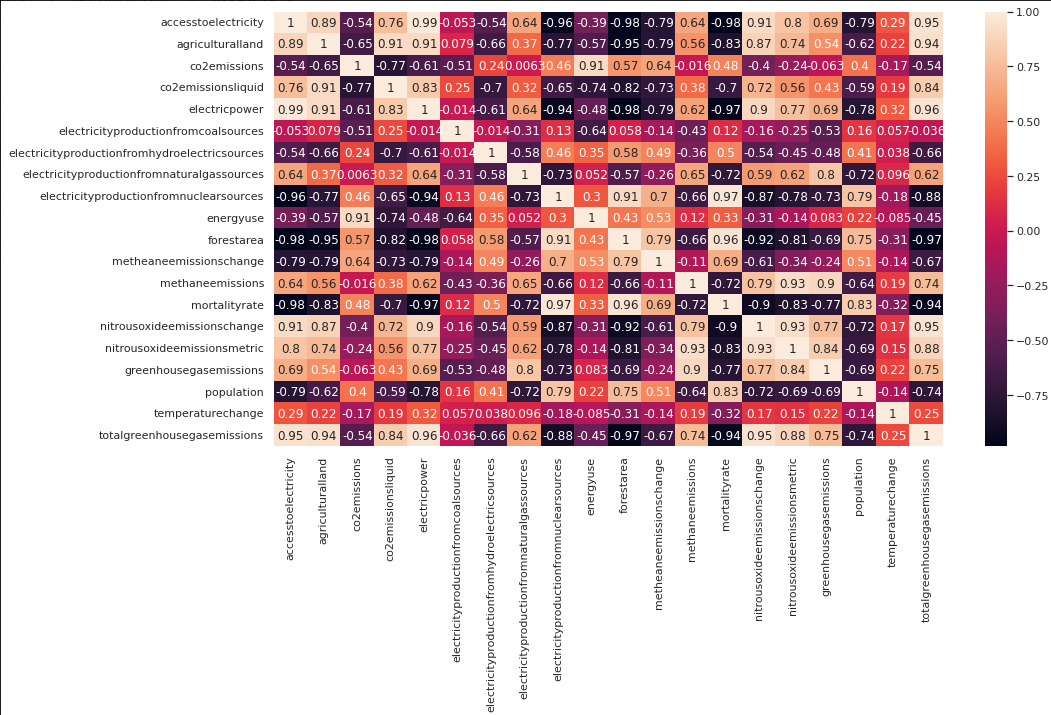 accesstoelectricity 1 0.89 -0.54 0.76 0.99 -0.053 -0.54 0.64 -0.96 -0.39 -0.98 -0.79 0.64 -0.98 0.91 0.8 0.69 -0.79 0.29 0.95
agriculturalland 0.89 1 -0.65 0.91 0.91 0.079 -0.66 0.37 -0.77 -0.57 -0.95 -0.79 0.56 -0.83 0.87 0.74 0.54 -0.62 0.22 0.94
co2emissions -0.54 -0.65 1 -0.77 -0.61 -0.51 0.24 0.0063 0.46 0.91 0.57 0.64 -0.016 0.48 -0.4 -0.24 -0.063 0.4 -0.17 -0.54
co2emissionsliquid 0.76 0.91 -0.77 1 0.83 0.25 -0.7 0.32 -0.65 -0.74 -0.82 -0.73 0.38 -0.7 0.72 0.56 0.43 -0.59 0.19 0.84
electricpower 0.99 0.91 -0.61 0.83 1 -0.014 -0.61 0.64 -0.94 -0.48 -0.98 -0.79 0.62 -0.97 0.9 0.77 0.69 -0.78 0.32 0.96
electricityproductionfromcoalsources -0.053 0.079 -0.51 0.25 -0.014 1 -0.014 -0.31 0.13 -0.64 0.058 -0.14 -0.43 0.12 -0.16 -0.25 -0.53 0.16 0.057 -0.036
electricityproductionfromhydroelectricsources -0.54 -0.66 0.24 -0.7 -0.61 -0.014 1 -0.58 0.46 0.35 0.58 0.49 -0.36 0.5 -0.54 -0.45 -0.48 0.41 0.038 -0.66
electricityproductionfromnaturalgassources 0.64 0.37 0.0063 0.32 0.64 -0.31 -0.58 1 -0.73 0.052 -0.57 -0.26 0.65 -0.72 0.59 0.62 0.8 -0.72 0.096 0.62
electricityproductionfromnuclearsources -0.96 -0.77 0.46 -0.65 -0.94 0.13 0.46 -0.73 1 0.3 0.91 0.7 -0.66 0.97 -0.87 -0.78 -0.73 0.79 -0.18 -0.88
energyuse -0.39 -0.57 0.91 -0.74 -0.48 -0.64 0.35 0.052 0.3 1 0.43 0.53 0.12 0.33 -0.31 -0.14 0.083 0.22 -0.085 -0.45
forestarea -0.98 -0.95 0.57 -0.82 -0.98 0.058 0.58 -0.57 0.91 0.43 1 0.79 -0.66 0.96 -0.92 -0.81 -0.69 0.75 -0.31 -0.97
metheaneemissionschange -0.79 -0.79 0.64 -0.73 -0.79 -0.14 0.49 -0.26 0.7 0.53 0.79 1 -0.11 0.69 -0.61 -0.34 -0.24 0.51 -0.14 -0.67
methaneemissions 0.64 0.56 -0.016 0.38 0.62 -0.43 -0.36 0.65 -0.66 0.12 -0.66 -0.11 1 -0.72 0.79 0.93 0.9 -0.64 0.19 0.74
mortalityrate -0.98 -0.83 0.48 -0.7 -0.97 0.12 0.5 -0.72 0.97 0.33 0.96 0.69 -0.72 1 -0.9 -0.83 -0.77 0.83 -0.32 -0.94
nitrousoxideemissionschange 0.91 0.87 -0.4 0.72 0.9 -0.16 -0.54 0.59 -0.87 -0.31 -0.92 -0.61 0.79 -0.9 1 0.93 0.77 -0.72 0.17 0.95
nitrousoxideemissionsmetric 0.8 0.74 -0.24 0.56 0.77 -0.25 -0.45 0.62 -0.78 -0.14 -0.81 -0.34 0.93 -0.83 0.93 1 0.84 -0.69 0.15 0.88
greenhousegasemissions 0.69 0.54 -0.063 0.43 0.69 -0.53 -0.48 0.8 -0.73 0.083 -0.69 -0.24 0.9 -0.77 0.77 0.84 1 -0.69 0.22 0.75
population -0.79 -0.62 0.4 -0.59 -0.78 0.16 0.41 -0.72 0.79 0.22 0.75 0.51 -0.64 0.83 -0.72 -0.69 -0.69 1 -0.14 -0.74
temperaturechange 0.29 0.22 -0.17 0.19 0.32 0.057 0.038 0.096 -0.18 -0.085 -0.31 -0.14 0.19 -0.32 0.17 0.15 0.22 -0.14 1 0.25
totalgreenhousegasemissions 0.95 0.94 -0.54 0.84 0.96 -0.036 -0.66 0.62 -0.88 -0.45 -0.97 -0.67 0.74 -0.94 0.95 0.88 0.75 -0.74 0.25 1
accesstoelectricity
agriculturalland
co2emissions
co2emissionsliquid
electricpower
electricityproductionfromcoalsources
electricityproductionfromhydroelectricsources
electricityproductionfromnaturalgassources
electricityproductionfromnuclearsources
energyuse
forestarea
metheaneemissionschange
methaneemissions
mortalityrate
nitrousoxideemissionschange
nitrousoxideemissionsmetric
greenhousegasemissions
population
temperaturechange
totalgreenhousegasemissions
1.00
0.75
0.50
0.25
0.00
−0.25
−0.50
−0.75